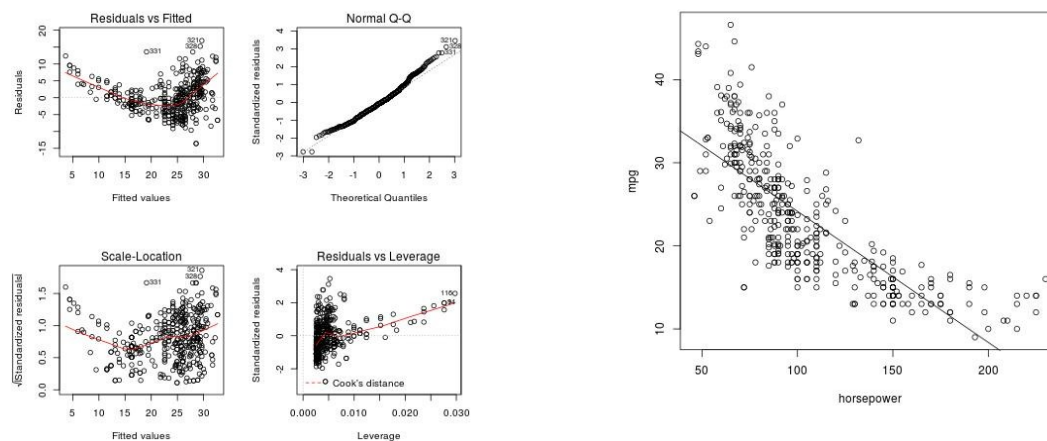 Residuals vs Fitted
Residuals
-15 -5 0 5 10 20
321
328
331
5 10 15 20 25 30
Fitted values
Normal Q-Q
Standardized residuals
-3 -2 -1 0 1 2 3 4
321
328
331
-3 -2 -1 0 1 2 3
Theoretical Quantiles
Scale-Location
√|Standardized residuals|
0.0 0.5 1.0 1.5
321
328
331
5 10 15 20 25 30
Fitted values
Residuals vs Leverage
Standardized residuals
-2 0 2 4
Cook's distance
0.000 0.010 0.020 0.030
Leverage
mpg
10 20 30 40
50 100 150 200
horsepower